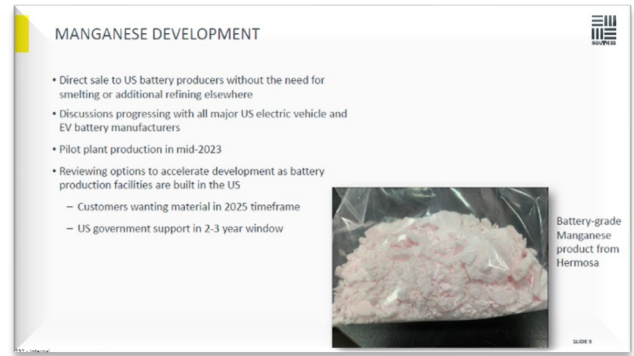 MANGANESE DEVELOPMENT
SOUTH32
• Direct sale to US battery producers without the need for
smelting or additional refining elsewhere
• Discussions progressing with all major US electric vehicle and
EV battery manufacturers
• Pilot plant production in mid-2023
• Reviewing options to accelerate development as battery
production facilities are built in the US
– Customers wanting material in 2025 timeframe
– US government support in 2-3 year window
Battery-grade
Manganese
product from
Hermosa
SLIDE
Internal